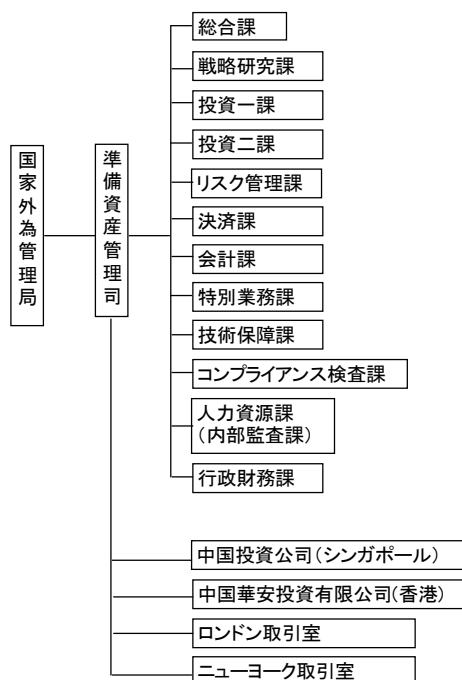 国家外為管理局
準備資産管理司
総合課
戦略研究課
投資一課
投資二課
リスク管理課
決済課
会計課
特別業務課
技術保障課
コンプライアンス検査課
人力資源課
（内部監査課）
行政財務課
中国投資公司（シンガポール）
中国華安投資有限公司（香港）
ロンドン取引室
ニューヨーク取引室